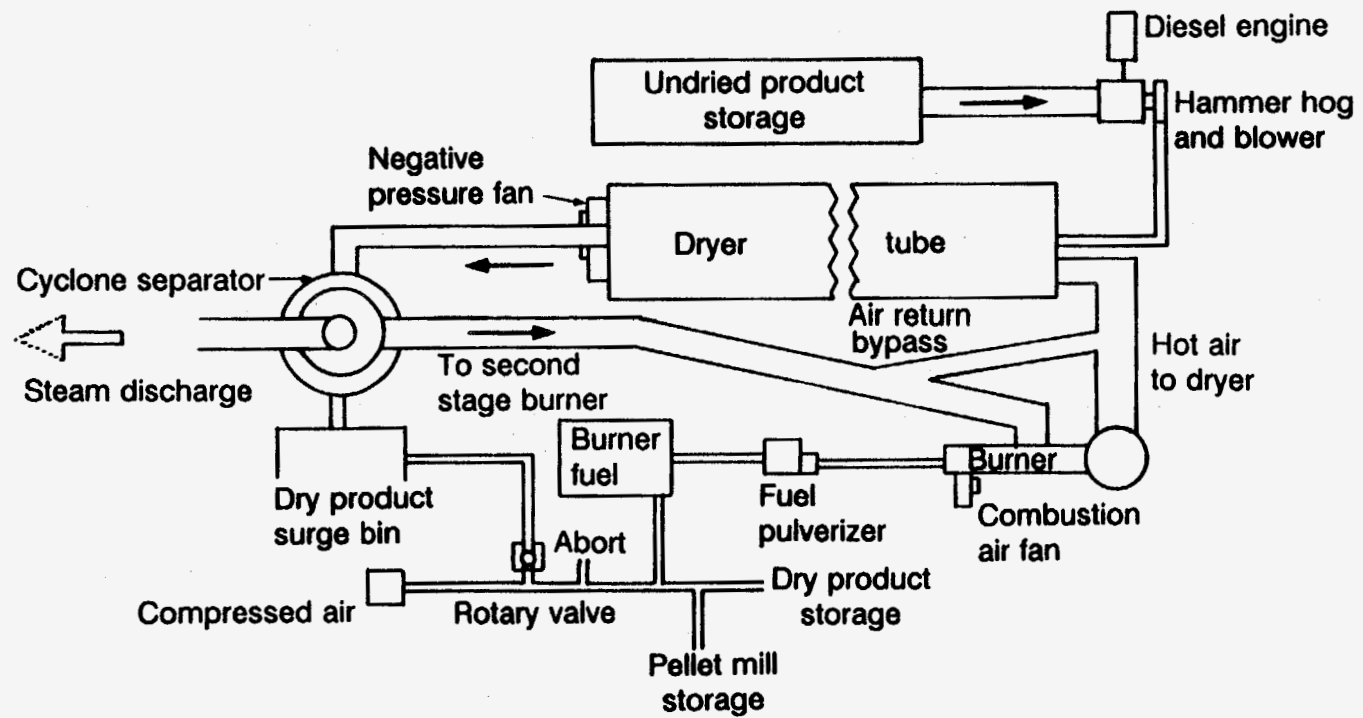 Diesel engine
Undried product
storage
Hammer hog
and blower
Negative
pressure fan
Dryer
tube
Cyclone separator
Air return
bypass
Hot air
to dryer
Steam discharge
To second
stage burner
Burner
fuel
Burner
Dry product
surge bin
Fuel
pulverizer
Combustion
air fan
Abort
Compressed air
Rotary valve
Dry product
storage
Pellet mill
storage